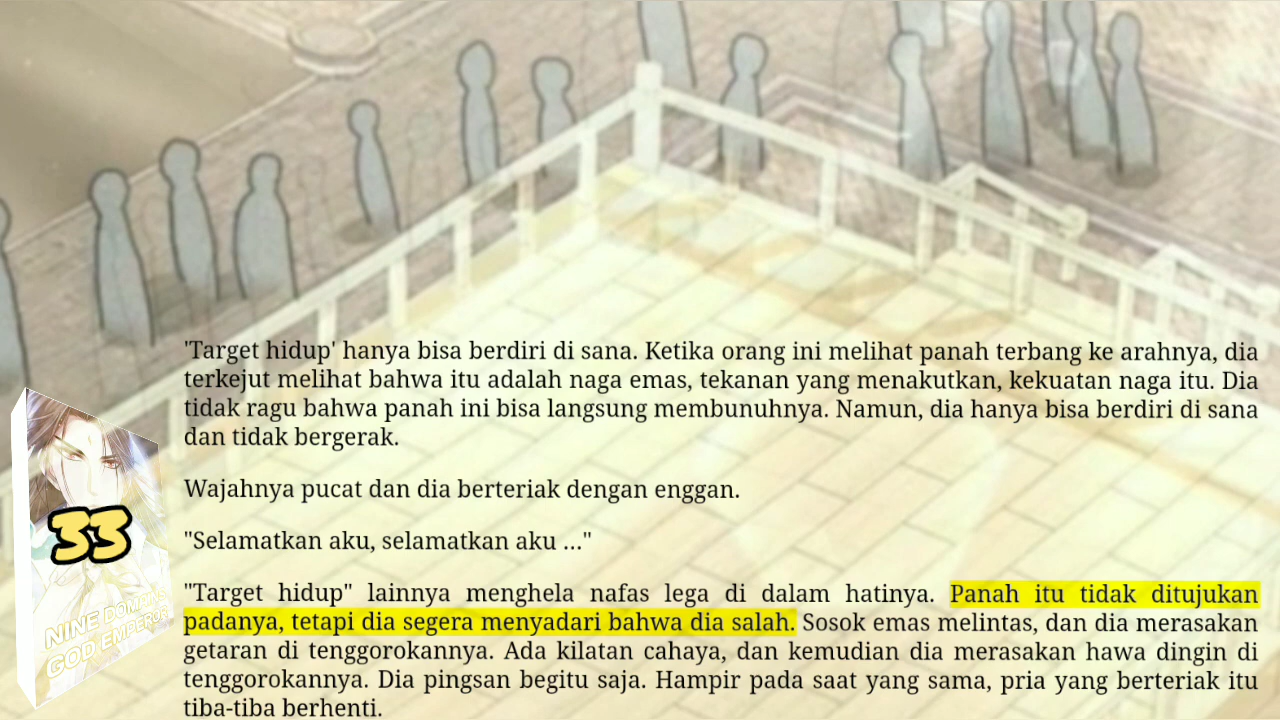 'Target hidup' hanya bisa berdiri di sana. Ketika orang ini melihat panah terbang ke arahnya, dia
terkejut melihat bahwa itu adalah naga emas, tekanan yang menakutkan, kekuatan naga itu. Dia
tidak ragu bahwa panah ini bisa langsung membunuhnya. Namun, dia hanya bisa berdiri di sana
dan tidak bergerak.
Wajahnya pucat dan dia berteriak dengan enggan.
"Selamatkan aku, selamatkan aku ..."
"Target hidup" lainnya menghela nafas lega di dalam hatinya. Panah itu tidak ditujukan
padanya, tetapi dia segera menyadari bahwa dia salah. Sosok emas melintas, dan dia merasakan
getaran di tenggorokannya. Ada kilatan cahaya, dan kemudian dia merasakan hawa dingin di
tenggorokannya. Dia pingsan begitu saja. Hampir pada saat yang sama, pria yang berteriak itu
tiba-tiba berhenti.
33
NINE DOMAINS
GOD EMPEROR